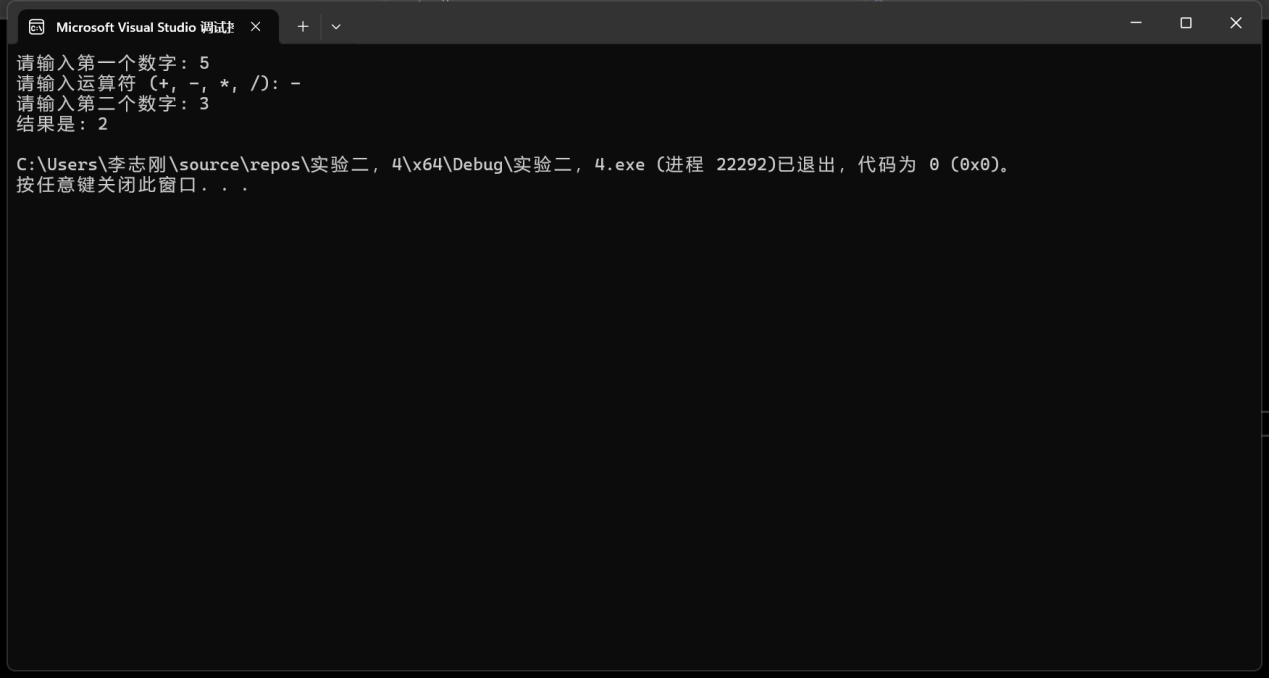 Microsoft Visual Studio 调试
请输入第一个数字: 5
请输入运算符 (+, -, *, /): -
请输入第二个数字: 3
结果是: 2
C:\Users\李志刚\source\repos\实验二, 4\x64\Debug\实验二, 4.exe (进程 22292)已退出，代码为 0 (0x0)。
按任意键关闭此窗口. . .